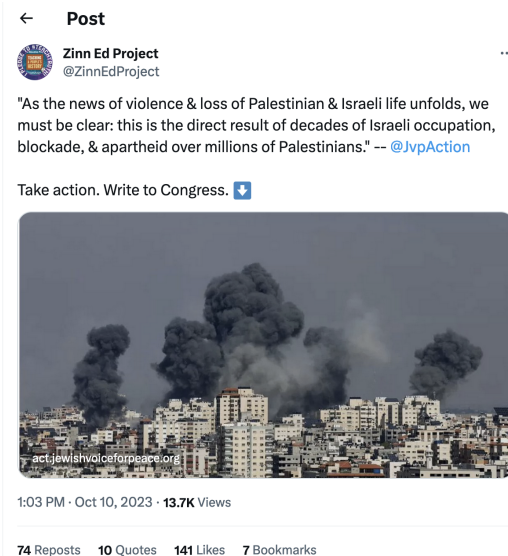 Post
Zinn Ed Project
@ZinnEdProject
"As the news of violence & loss of Palestinian & Israeli life unfolds, we
must be clear: this is the direct result of decades of Israeli occupation,
blockade, & apartheid over millions of Palestinians." -- @JvpAction
Take action. Write to Congress. ⬇️
act.jewishvoiceforpeace.org
1:03 PM · Oct 10, 2023 · 13.7K Views
74 Reposts 10 Quotes 141 Likes 7 Bookmarks